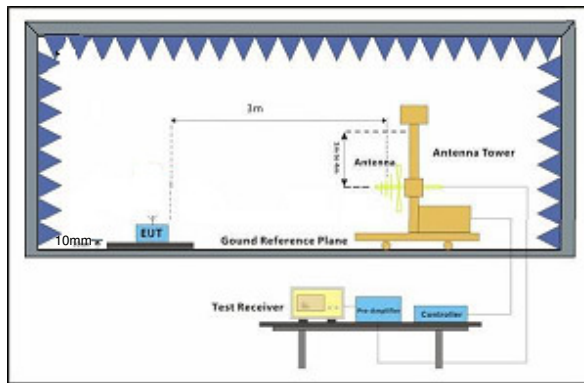 3m
Antenna
Antenna Tower
EUT
10mm
Gound Reference Plane
Test Receiver
Pre-Amplifier
Controller